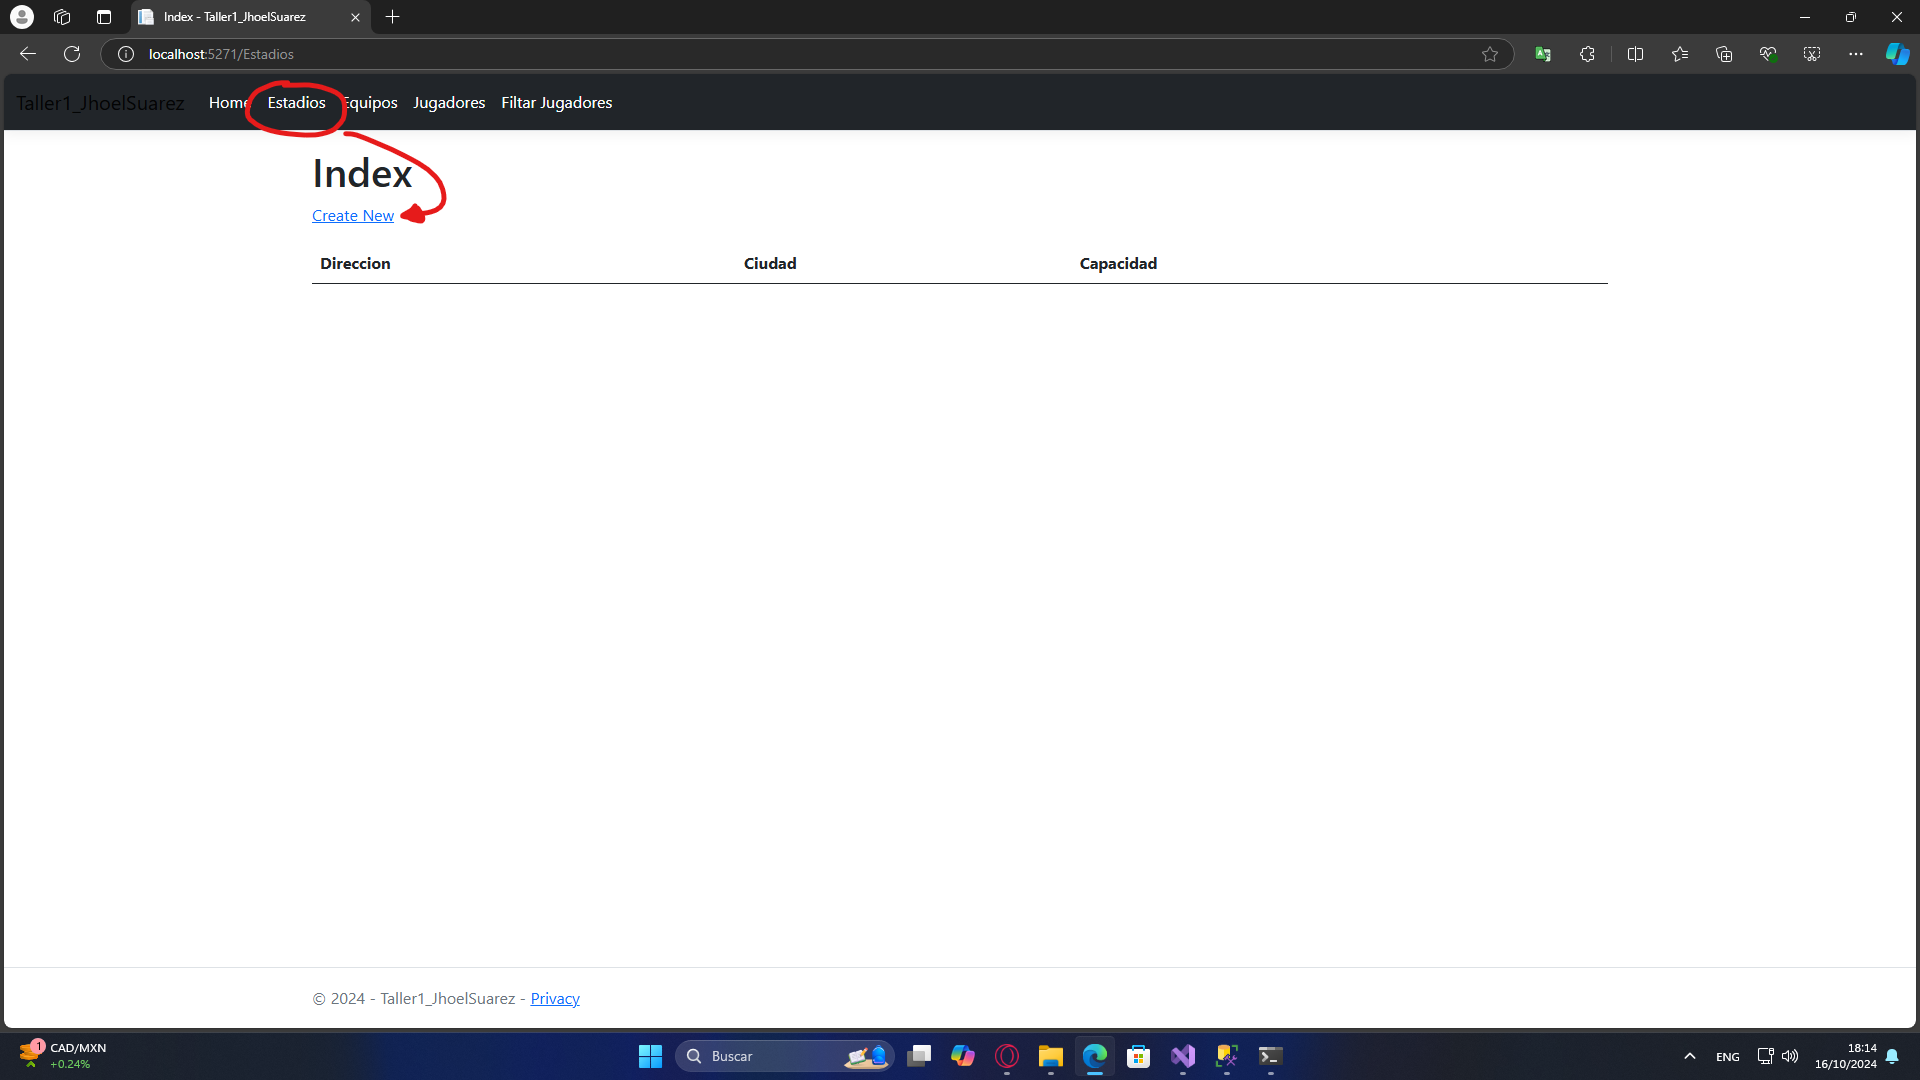 Index - Taller1_JhoelSuarez
localhost:5271/Estadios
Taller1_JhoelSuarez Home Estadios Equipos Jugadores Filtar Jugadores
Index
Create New
Direccion Ciudad Capacidad
© 2024 - Taller1_JhoelSuarez - Privacy
1 CAD/MXN
+0.24%
Buscar
ENG
18:14
16/10/2024